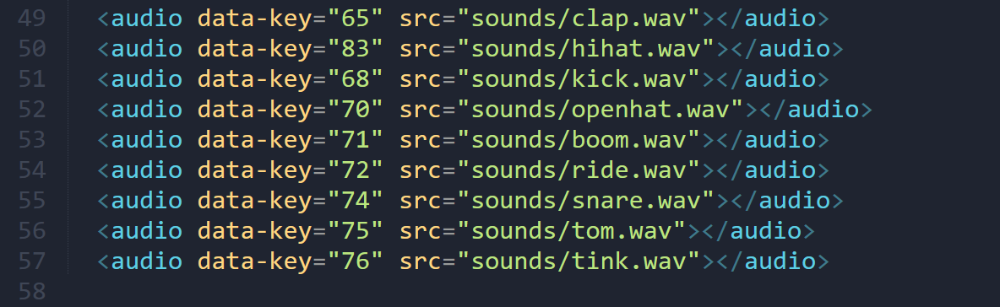 49 <audio data-key="65" src="sounds/clap.wav"></audio>
50 <audio data-key="83" src="sounds/hihat.wav"></audio>
51 <audio data-key="68" src="sounds/kick.wav"></audio>
52 <audio data-key="70" src="sounds/openhat.wav"></audio>
53 <audio data-key="71" src="sounds/boom.wav"></audio>
54 <audio data-key="72" src="sounds/ride.wav"></audio>
55 <audio data-key="74" src="sounds/snare.wav"></audio>
56 <audio data-key="75" src="sounds/tom.wav"></audio>
57 <audio data-key="76" src="sounds/tink.wav"></audio>
58